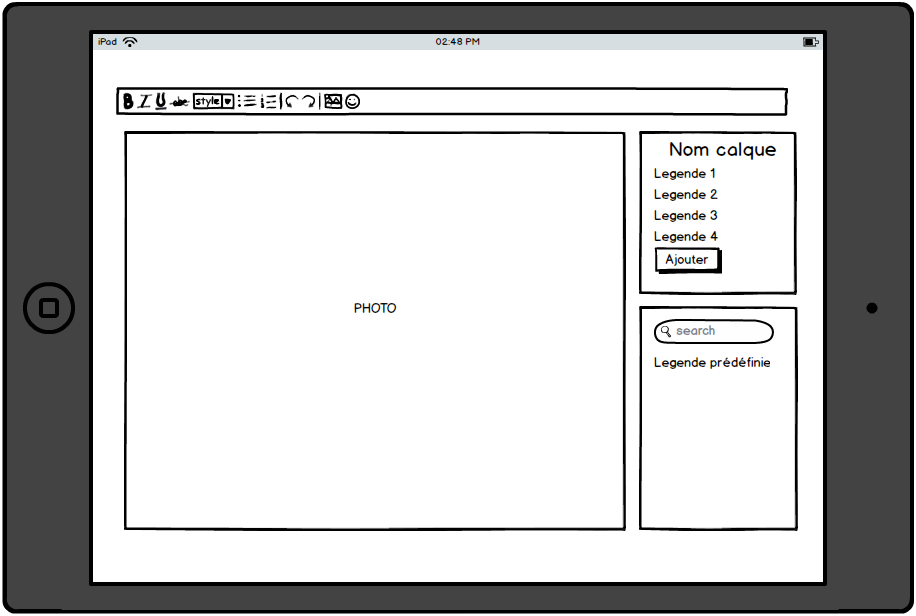 iPad 02:48 PM
B I U abc style
Nom calque
Legende 1
Legende 2
Legende 3
Legende 4
Ajouter
PHOTO
search
Legende prédéfinie